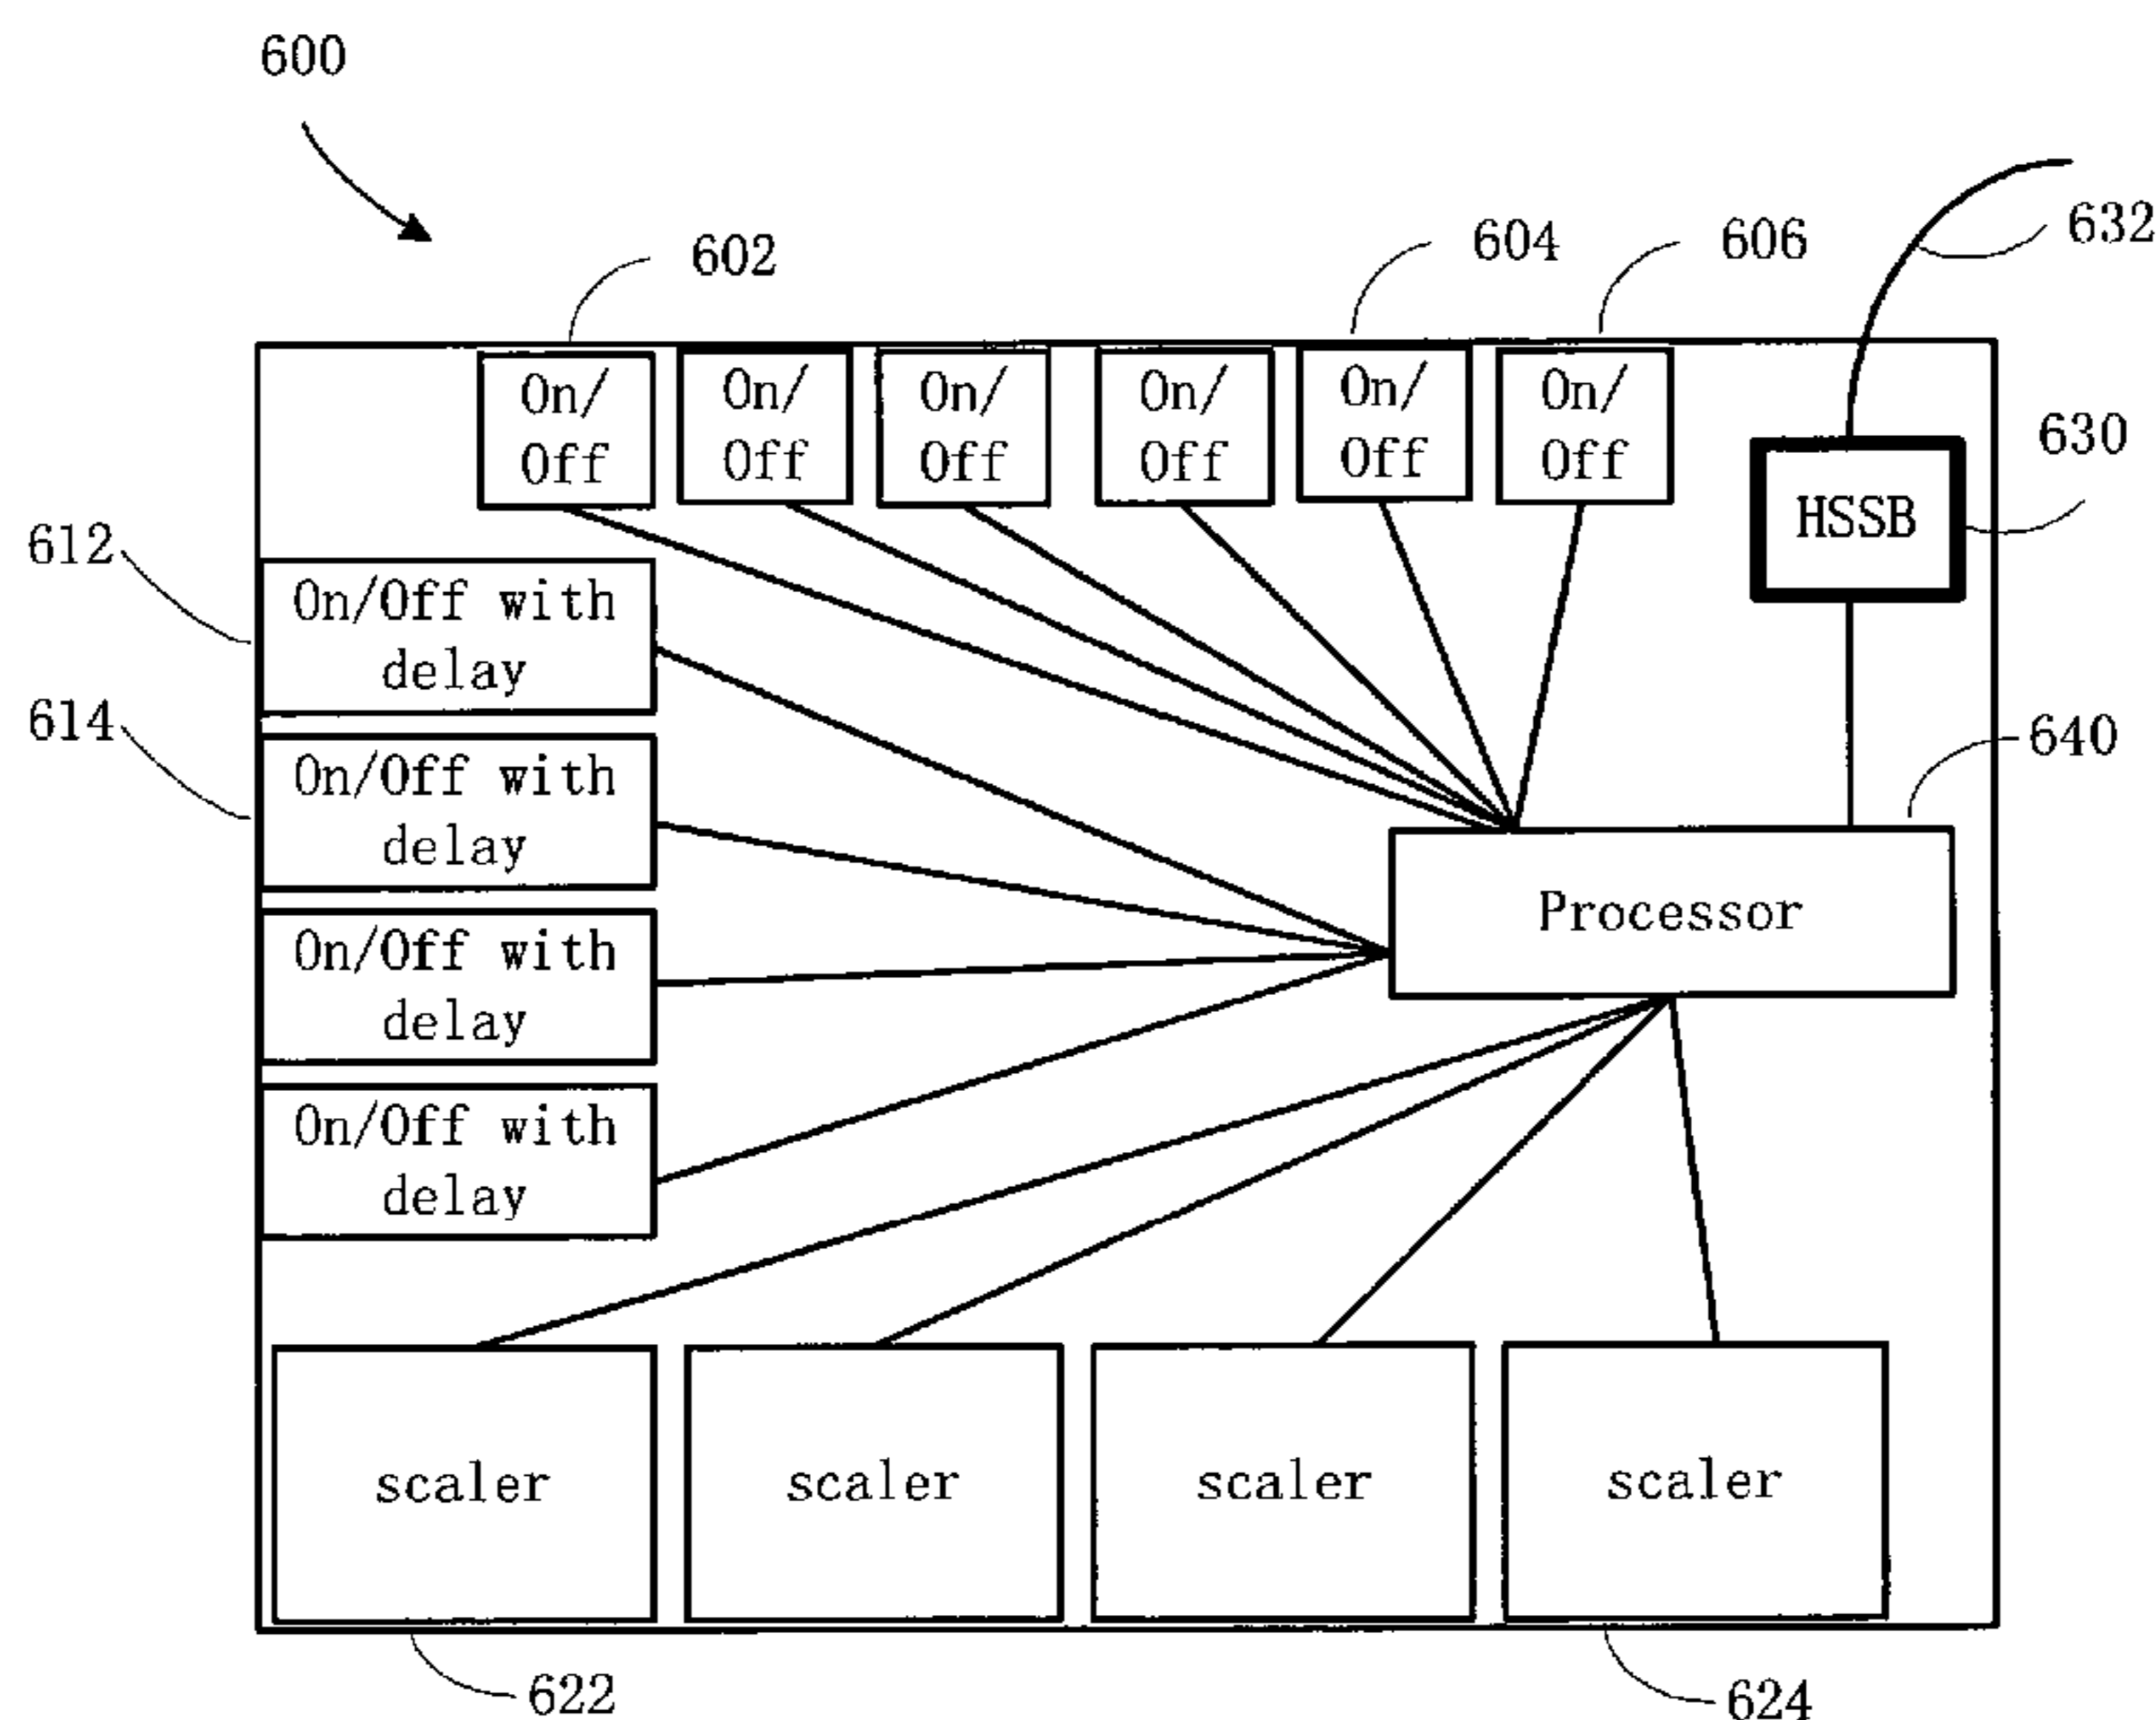 600
602
604
606
632
On/
Off
On/
Off
On/
Off
On/
Off
On/
Off
On/
Off
630
HSSB
612
On/Off with
delay
614
On/Off with
delay
640
Processor
On/Off with
delay
On/Off with
delay
scaler
scaler
scaler
scaler
622
624